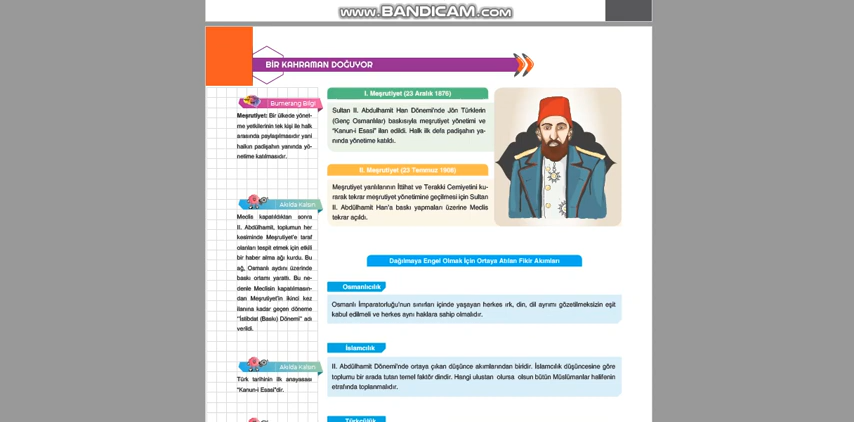 www.BANDICAM.com
BİR KAHRAMAN DOĞUYOR
Bumerang Bilgi
Meşrutiyet: Bir ülkede yönet-
me yetkilerinin tek kişi ile halk
arasında paylaşılmasıdır yani
halkın padişahın yanında yö-
netime katılmasıdır.
Akılda Kalsın
Meclis kapatıldıktan sonra
II. Abdülhamit, toplumun her
kesiminde Meşrutiyet'e taraf
olanları tespit etmek için etkili
bir haber alma ağı kurdu. Bu
ağ, Osmanlı aydını üzerinde
baskı ortamı yarattı. Bu ne-
denle Meclisin kapatılmasın-
dan Meşrutiyet'in ikinci kez
ilanına kadar geçen döneme
"İstibdat (Baskı) Dönemi" adı
verildi.
Akılda Kalsın
Türk tarihinin ilk anayasası
"Kanun-i Esasi"dir.
I. Meşrutiyet (23 Aralık 1876)
Sultan II. Abdulhamit Han Dönemi'nde Jön Türklerin
(Genç Osmanlılar) baskısıyla meşrutiyet yönetimi ve
"Kanun-i Esasi" ilan edildi. Halk ilk defa padişahın ya-
nında yönetime katıldı.
II. Meşrutiyet (23 Temmuz 1908)
Meşrutiyet yanlılarının İttihat ve Terakki Cemiyetini ku-
rarak tekrar meşrutiyet yönetimine geçilmesi için Sultan
II. Abdülhamit Han'a baskı yapmaları üzerine Meclis
tekrar açıldı.
Dağılmaya Engel Olmak İçin Ortaya Atılan Fikir Akımları
Osmanlıcılık
Osmanlı İmparatorluğu'nun sınırları içinde yaşayan herkes ırk, din, dil ayrımı gözetilmeksizin eşit
kabul edilmeli ve herkes aynı haklara sahip olmalıdır.
İslamcılık
II. Abdülhamit Dönemi'nde ortaya çıkan düşünce akımlarından biridir. İslamcılık düşüncesine göre
toplumu bir arada tutan temel faktör dindir. Hangi ulustan olursa olsun bütün Müslümanlar halifenin
etrafında toplanmalıdır.
Türkçülük